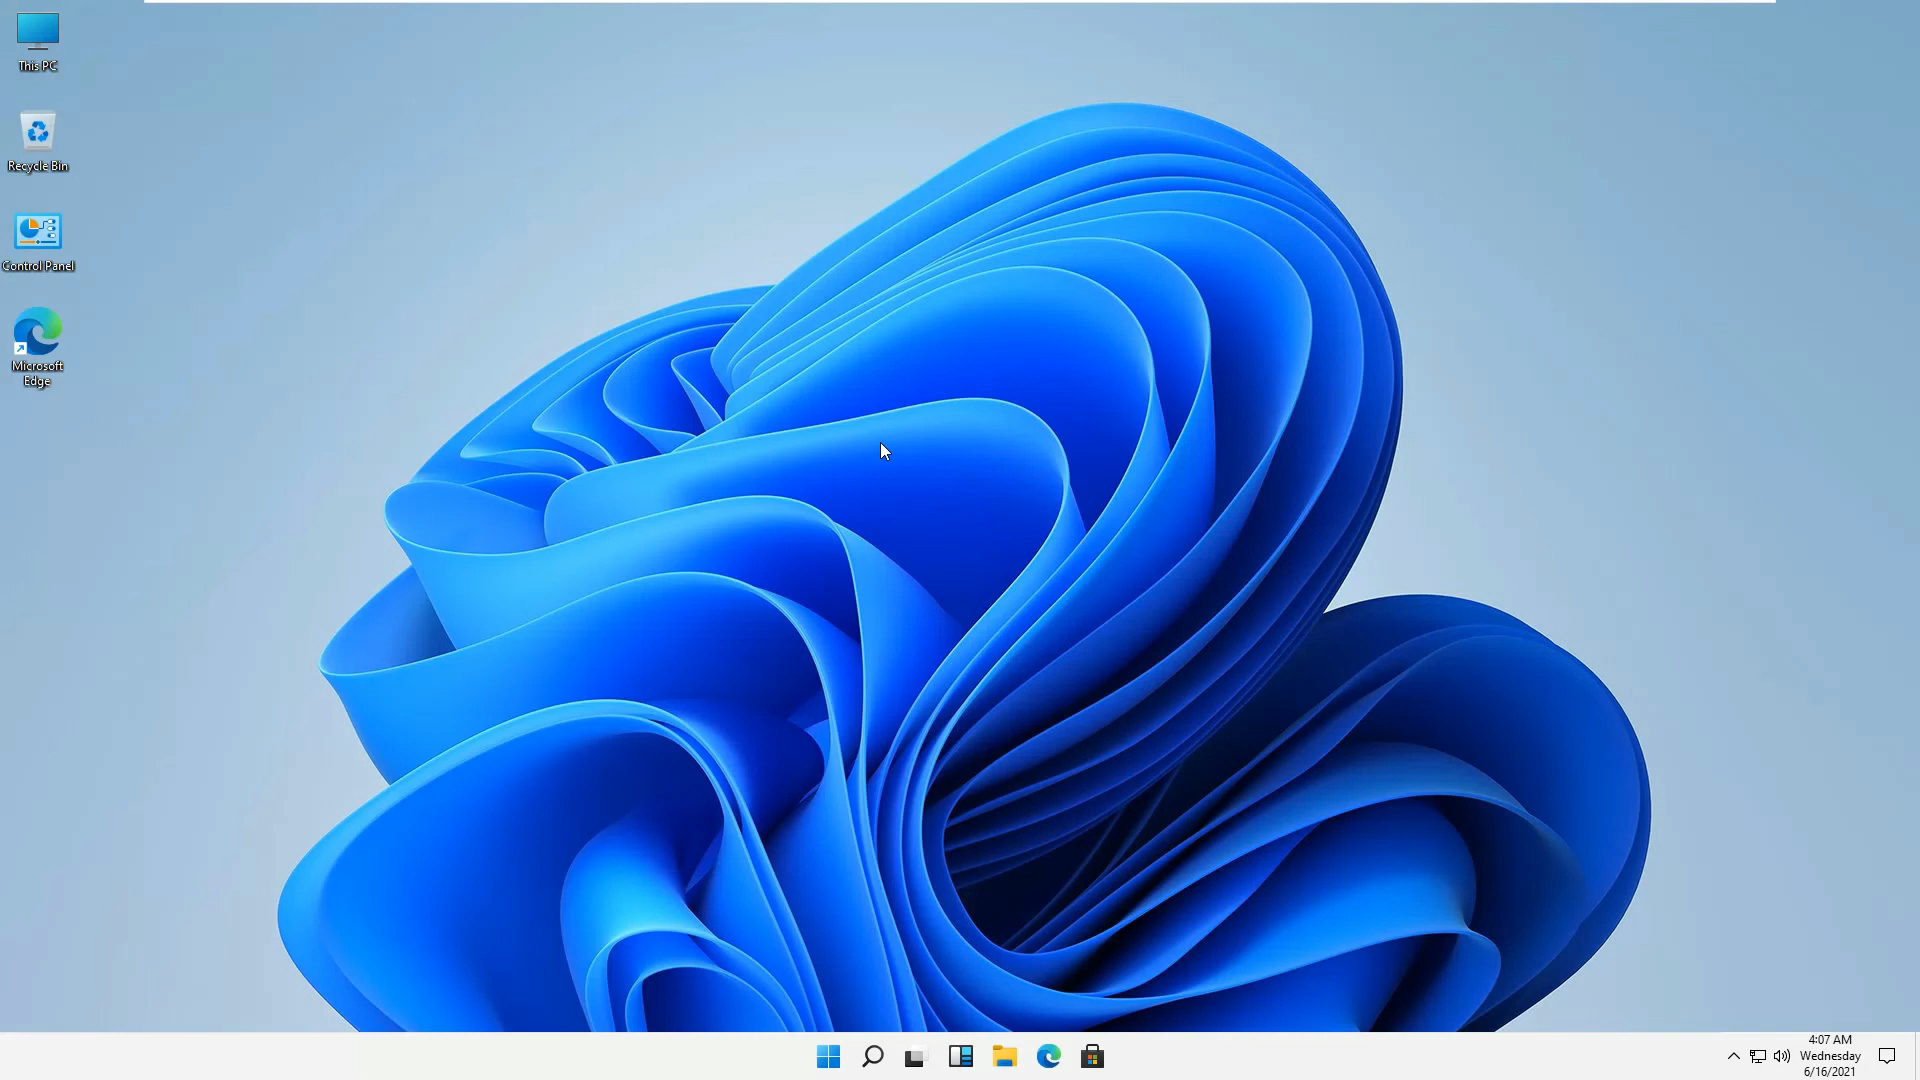 This PC
Recycle Bin
Control Panel
Microsoft
Edge
4:07 AM
Wednesday
6/16/2021